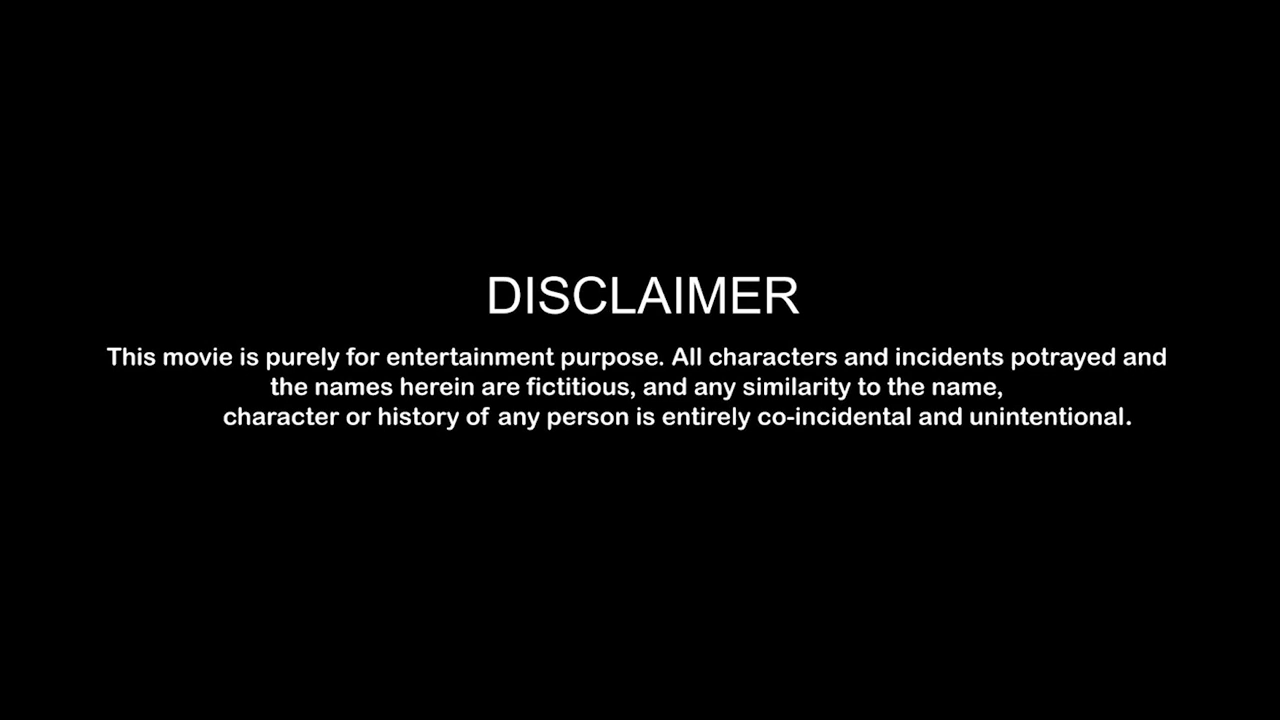 DISCLAIMER
This movie is purely for entertainment purpose. All characters and incidents potrayed and
the names herein are fictitious, and any similarity to the name,
character or history of any person is entirely co-incidental and unintentional.